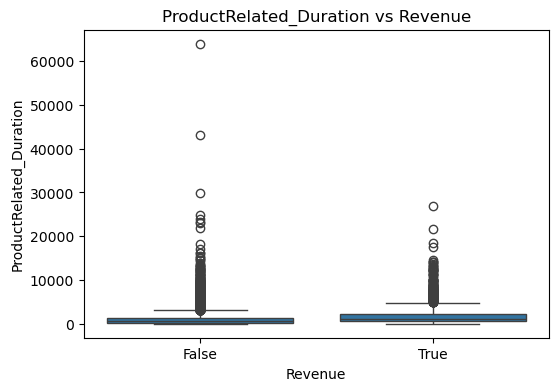 ProductRelated_Duration vs Revenue
ProductRelated_Duration
60000
50000
40000
30000
20000
10000
0
False
True
Revenue